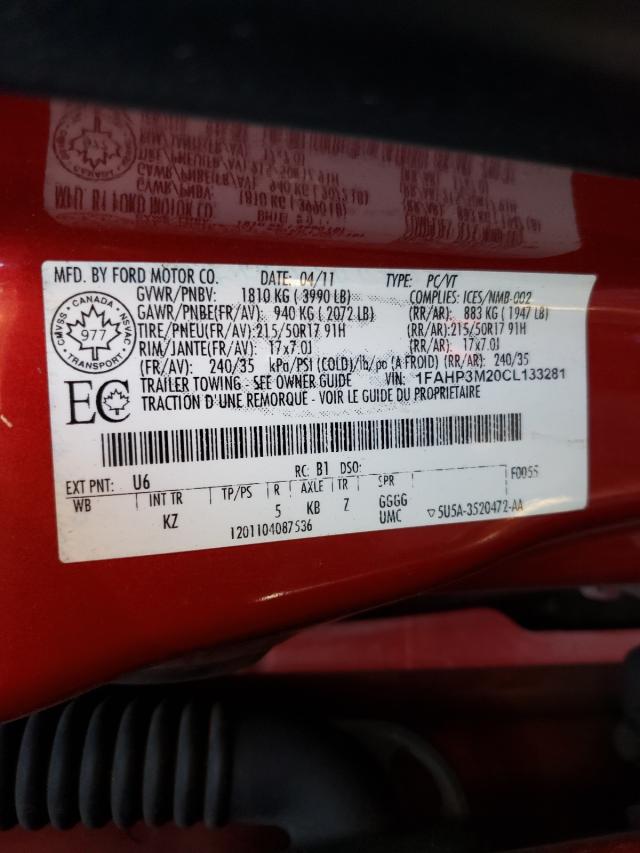 MFD. BY FORD MOTOR CO. DATE: 04/11 TYPE: PC/VT
GVWR/PNBV: 1810 KG ( 3990 LB) COMPLIES: ICES/NMB-002
GAWR/PNBE(FR/AV): 940 KG ( 2072 LB) (RR/AR): 883 KG ( 1947 LB)
TIRE/PNEU(FR/AV): 215/50R17 91H (RR/AR): 215/50R17 91H
RIM/JANTE(FR/AV): 17x7.0J (RR/AR): 17x7.0J
(FR/AV): 240/35 kPa/PSI (COLD)/lb/po (A FROID) (RR/AR): 240/35
TRAILER TOWING - SEE OWNER GUIDE VIN: 1FAHP3M20CL133281
TRACTION D'UNE REMORQUE - VOIR LE GUIDE DU PROPRIETAIRE
CANADA
CMVSS NSVAC
977
TRANSPORT
EC
EXT PNT: U6 RC: B1 DSO: F0055
WB INT TR TP/PS R AXLE TR SPR
KZ 5 KB Z GGGG
UMC
1201104087536 5U5A-3520472-AA